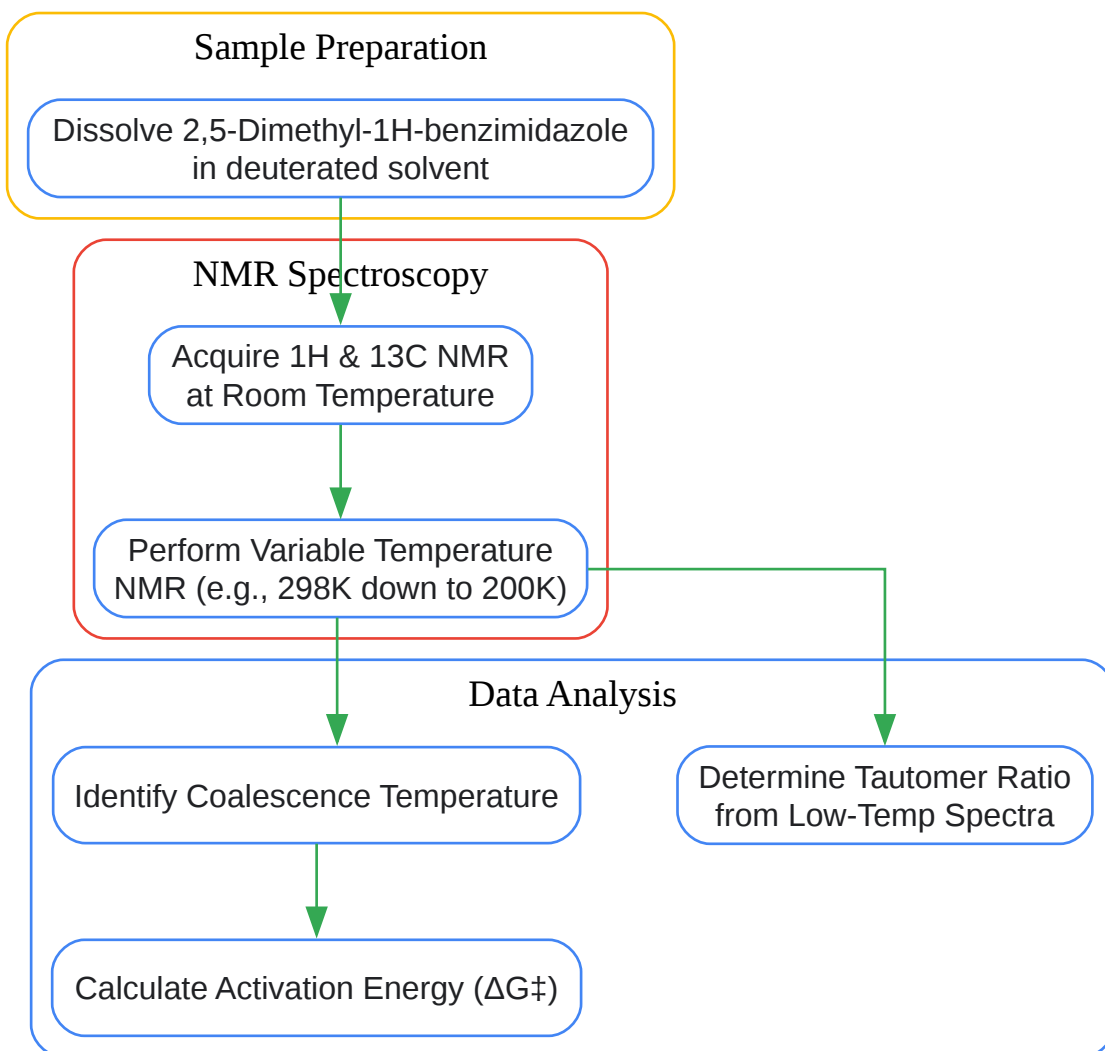 Sample Preparation
Dissolve 2,5-Dimethyl-1H-benzimidazole
in deuterated solvent
NMR Spectroscopy
Acquire 1H & 13C NMR
at Room Temperature
Perform Variable Temperature
NMR (e.g., 298K down to 200K)
Data Analysis
Identify Coalescence Temperature
Determine Tautomer Ratio
from Low-Temp Spectra
Calculate Activation Energy (ΔG‡)